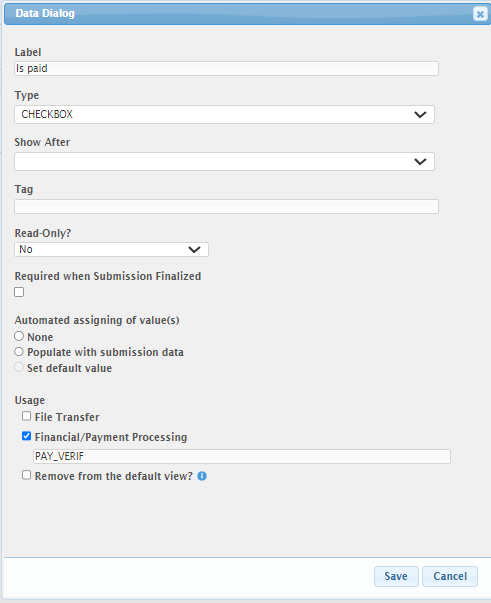 Data Dialog
Label
Is paid
Type
CHECKBOX
Show After
Tag
Read-Only?
No
Required when Submission Finalized
Automated assigning of value(s)
None
Populate with submission data
Set default value
Usage
File Transfer
Financial/Payment Processing
PAY_VERIF
Remove from the default view?
Save Cancel